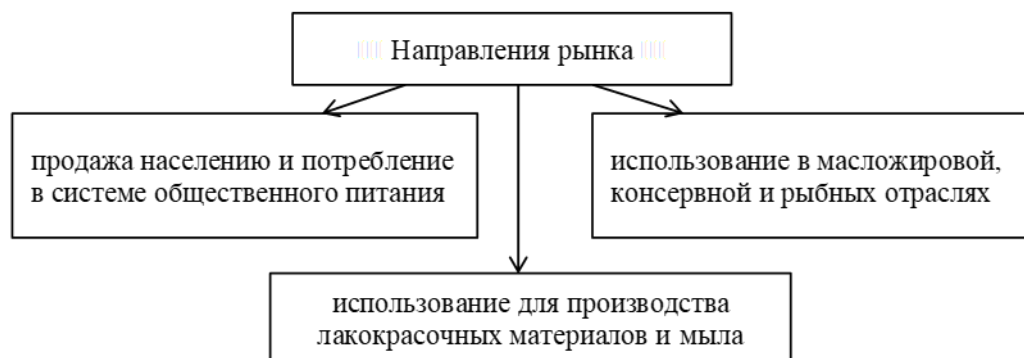 Направления рынка
продажа населению и потребление
в системе общественного питания
использование в масложировой,
консервной и рыбных отраслях
использование для производства
лакокрасочных материалов и мыла